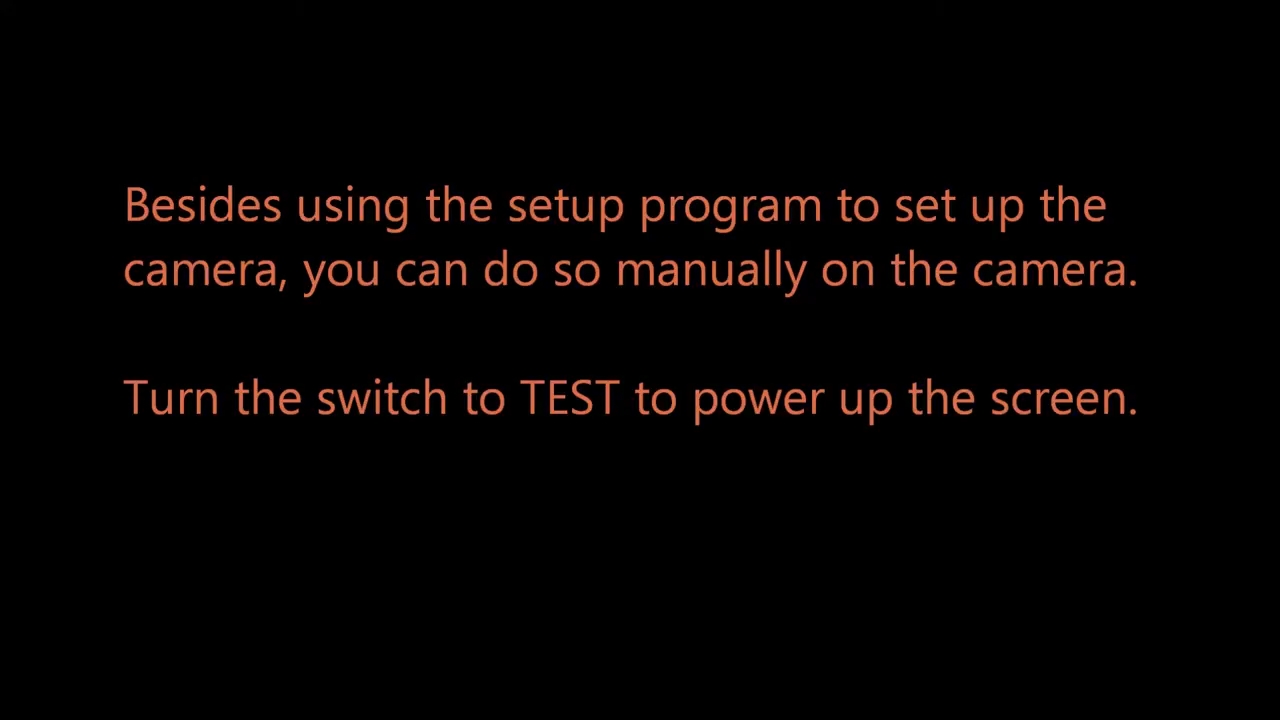 Besides using the setup program to set up the
camera, you can do so manually on the camera.
Turn the switch to TEST to power up the screen.